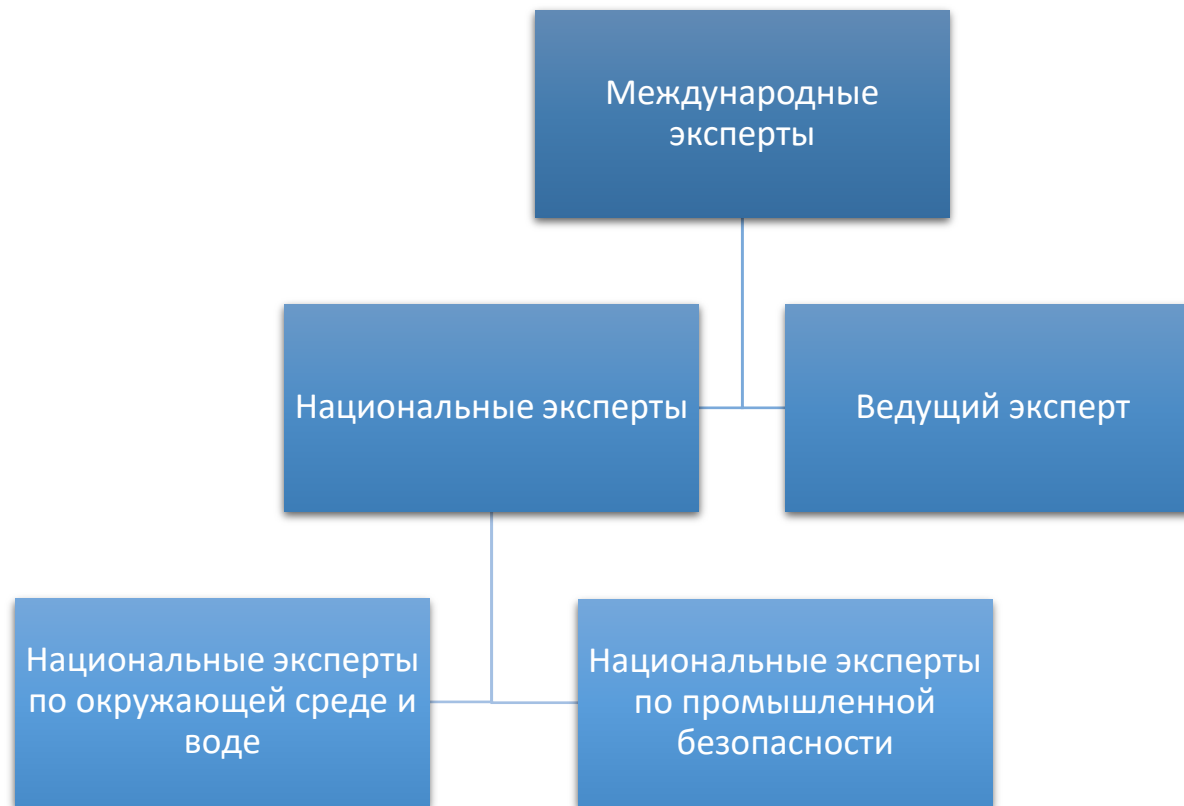 Международные
эксперты
Национальные эксперты
Ведущий эксперт
Национальные эксперты
по окружающей среде и
воде
Национальные эксперты
по промышленной
безопасности